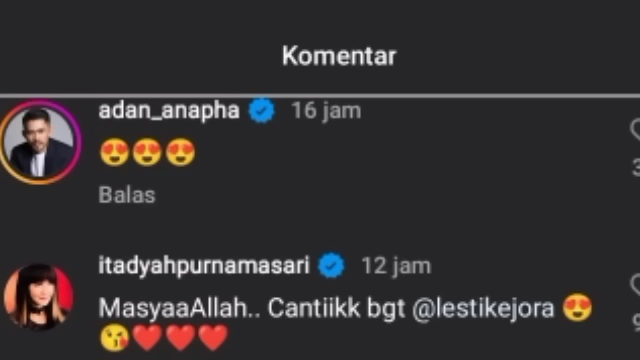 Komentar
adan_anapha 16 jam
😍😍😍
Balas
itadyahpurnamasari 12 jam
MasyaaAllah.. Cantiikk bgt @lestikejora 😍
😘❤️❤️❤️